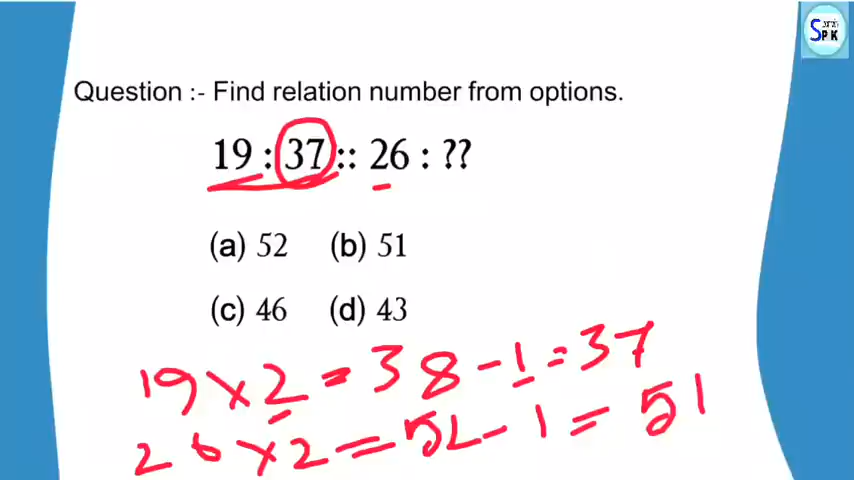 SPK
Question :- Find relation number from options.
19 : 37 :: 26 : ??
(a) 52 (b) 51
(c) 46 (d) 43
19 × 2 = 38 - 1 = 37
26 × 2 = 52 - 1 = 51